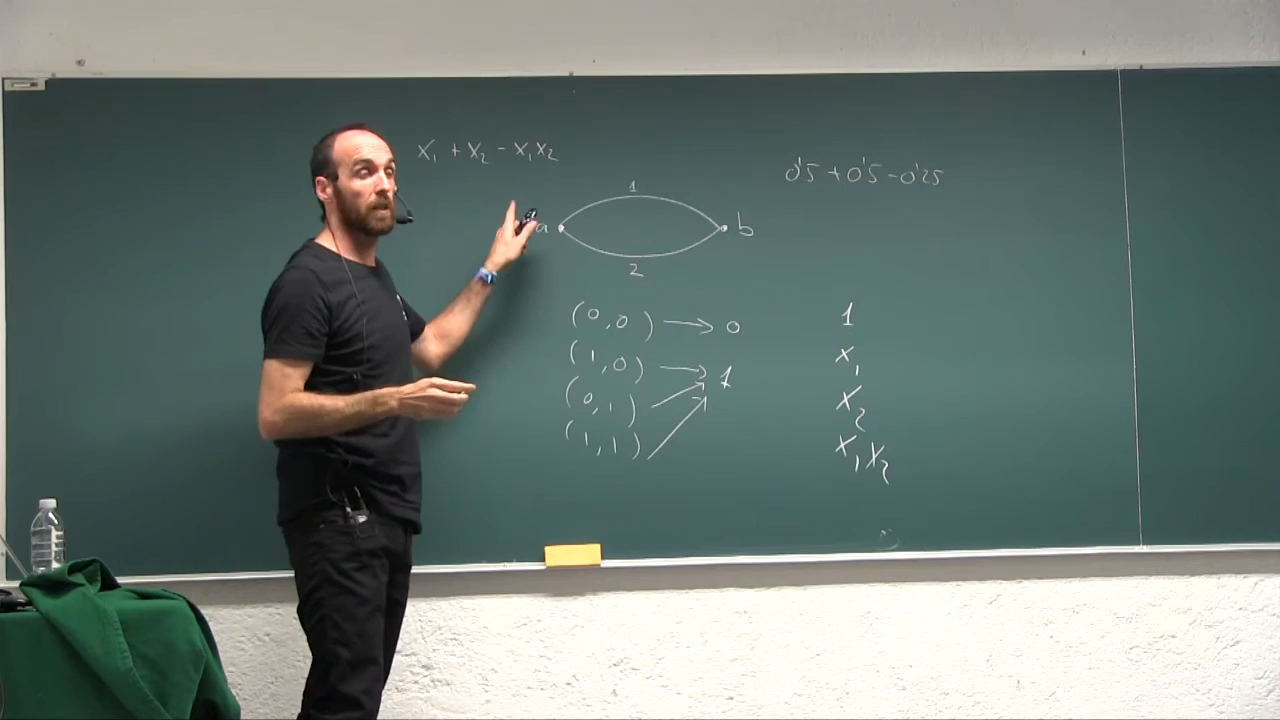 x₁ + x₂ - x₁x₂
0'5 + 0'5 - 0'25
1
a b
2
(0,0) → 0
(1,0) → 1
(0,1)
(1,1)
1
x₁
x₂
x₁x₂